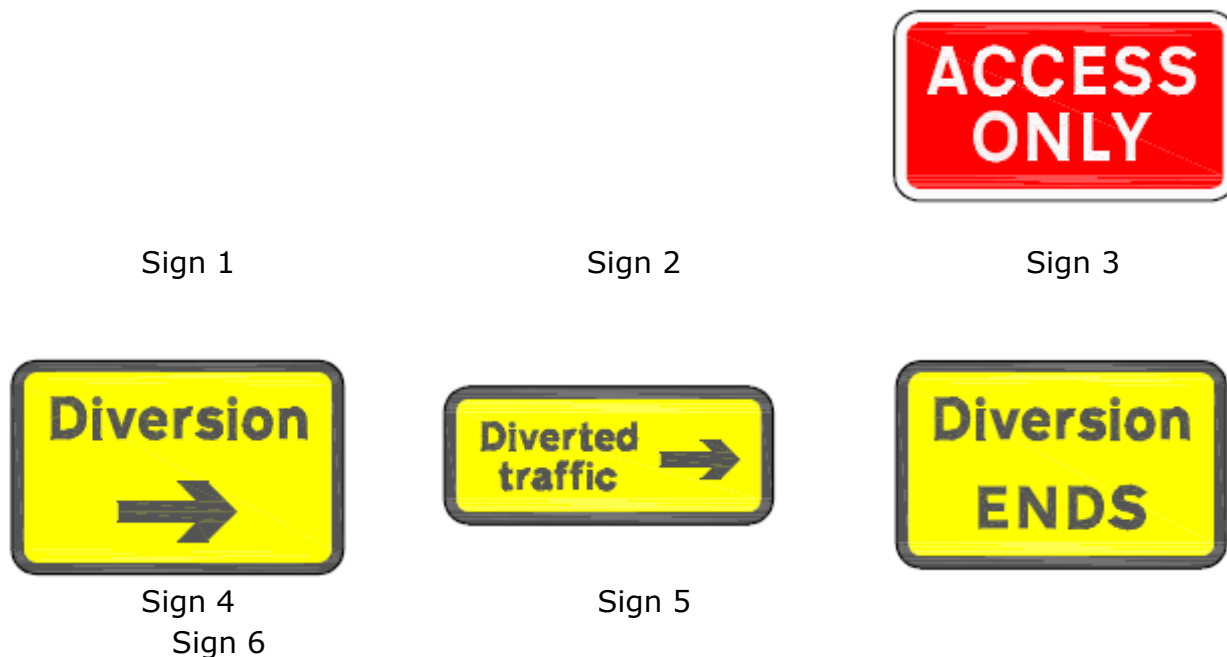 ACCESS
ONLY
Sign 1
Sign 2
Sign 3
Diversion
Diverted
traffic
Diversion
ENDS
Sign 4
Sign 5
Sign 6